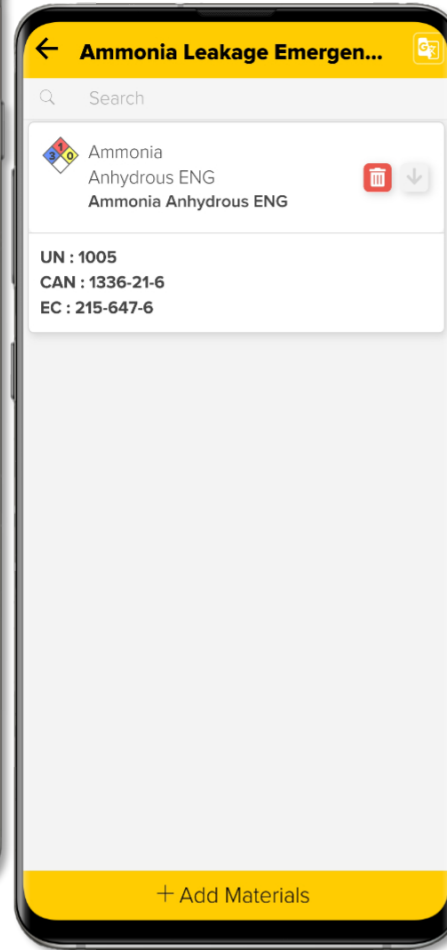 Ammonia Leakage Emergen...
Search
1
3 0
Ammonia
Anhydrous ENG
Ammonia Anhydrous ENG
UN : 1005
CAN : 1336-21-6
EC : 215-647-6
+ Add Materials